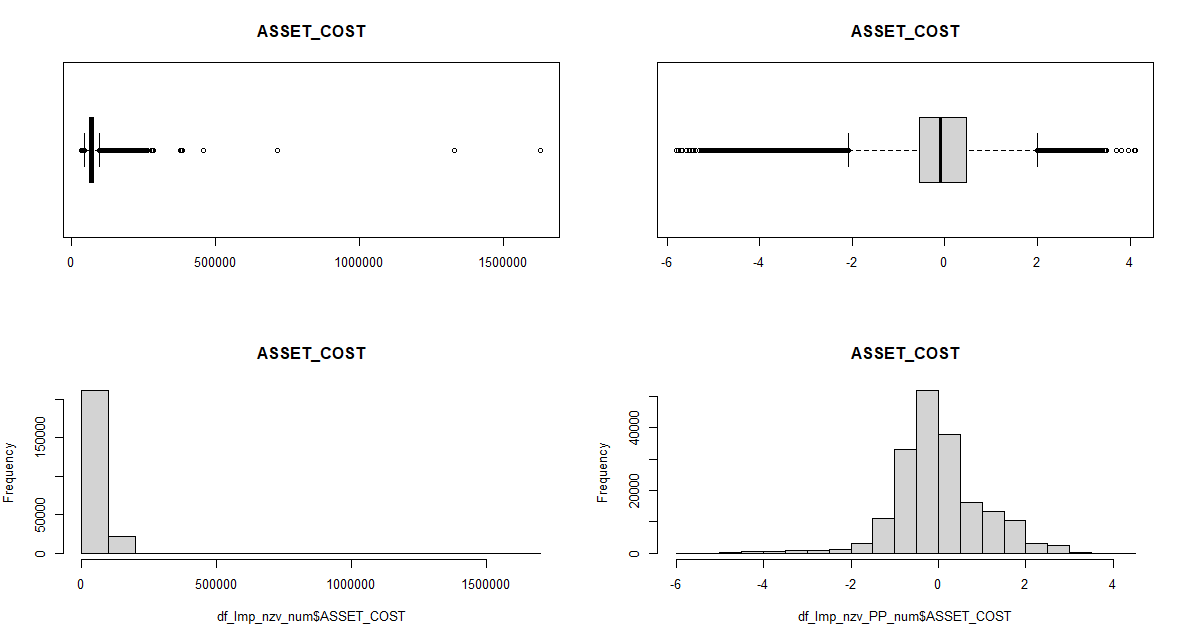 ASSET_COST
0 500000 1000000 1500000
ASSET_COST
-6 -4 -2 0 2 4
ASSET_COST
Frequency
0 50000 150000
0 500000 1000000 1500000
df_Imp_nzv_num$ASSET_COST
ASSET_COST
Frequency
0 20000 40000
-6 -4 -2 0 2 4
df_Imp_nzv_PP_num$ASSET_COST